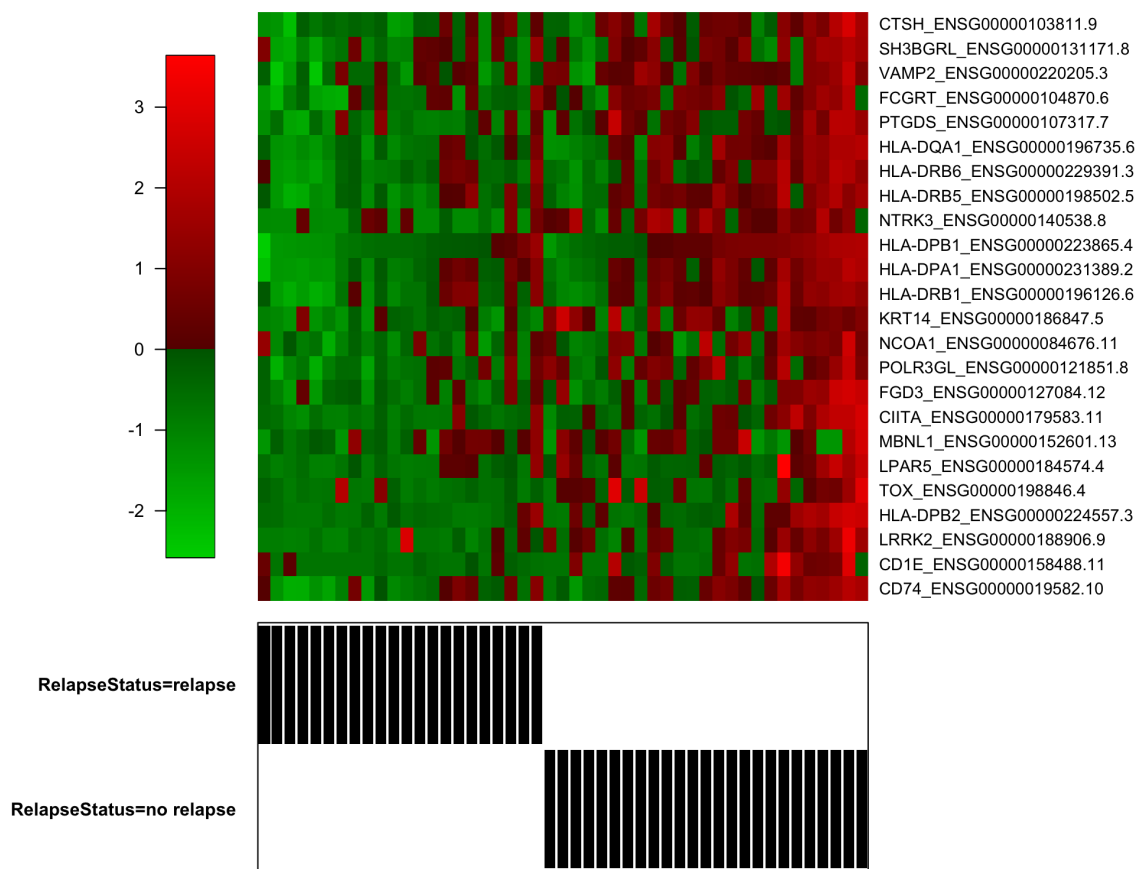 3
2
1
0
-1
-2
CTSH_ENSG00000103811.9
SH3BGRL_ENSG00000131171.8
VAMP2_ENSG00000220205.3
FCGRT_ENSG00000104870.6
PTGDS_ENSG00000107317.7
HLA-DQA1_ENSG00000196735.6
HLA-DRB6_ENSG00000229391.3
HLA-DRB5_ENSG00000198502.5
NTRK3_ENSG00000140538.8
HLA-DPB1_ENSG00000223865.4
HLA-DPA1_ENSG00000231389.2
HLA-DRB1_ENSG00000196126.6
KRT14_ENSG00000186847.5
NCOA1_ENSG00000084676.11
POLR3GL_ENSG00000121851.8
FGD3_ENSG00000127084.12
CIITA_ENSG00000179583.11
MBNL1_ENSG00000152601.13
LPAR5_ENSG00000184574.4
TOX_ENSG00000198846.4
HLA-DPB2_ENSG00000224557.3
LRRK2_ENSG00000188906.9
CD1E_ENSG00000158488.11
CD74_ENSG00000019582.10
RelapseStatus=relapse
RelapseStatus=no relapse